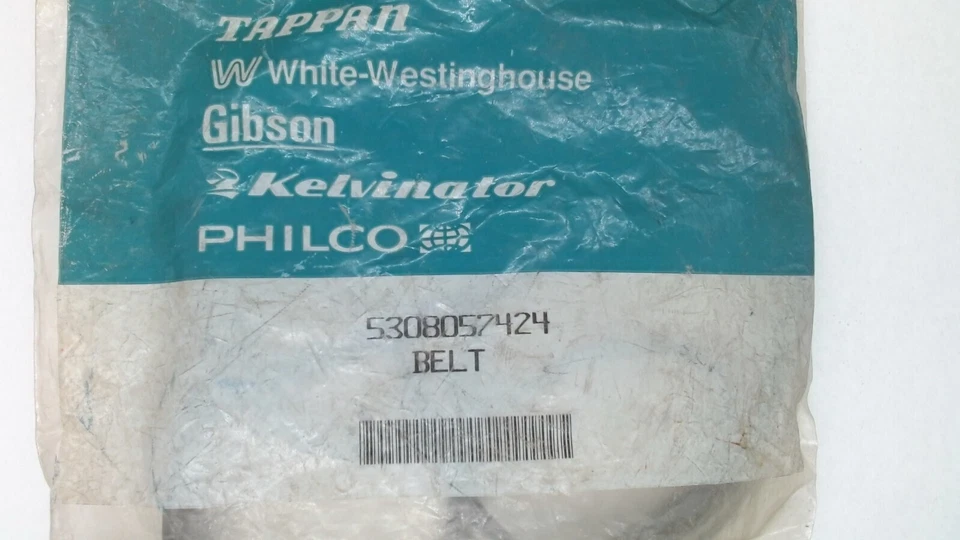 TAPPAN
W White-Westinghouse
Gibson
Kelvinator
PHILCO
5308057424
BELT